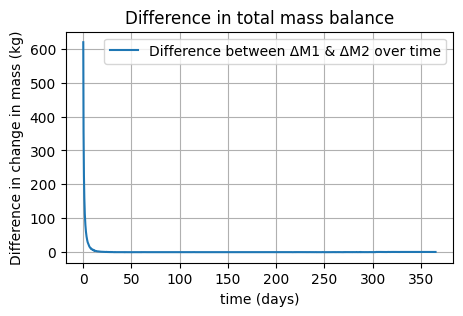 Difference in total mass balance
Difference between ΔM1 & ΔM2 over time
Difference in change in mass (kg)
600
500
400
300
200
100
0
0 50 100 150 200 250 300 350
time (days)